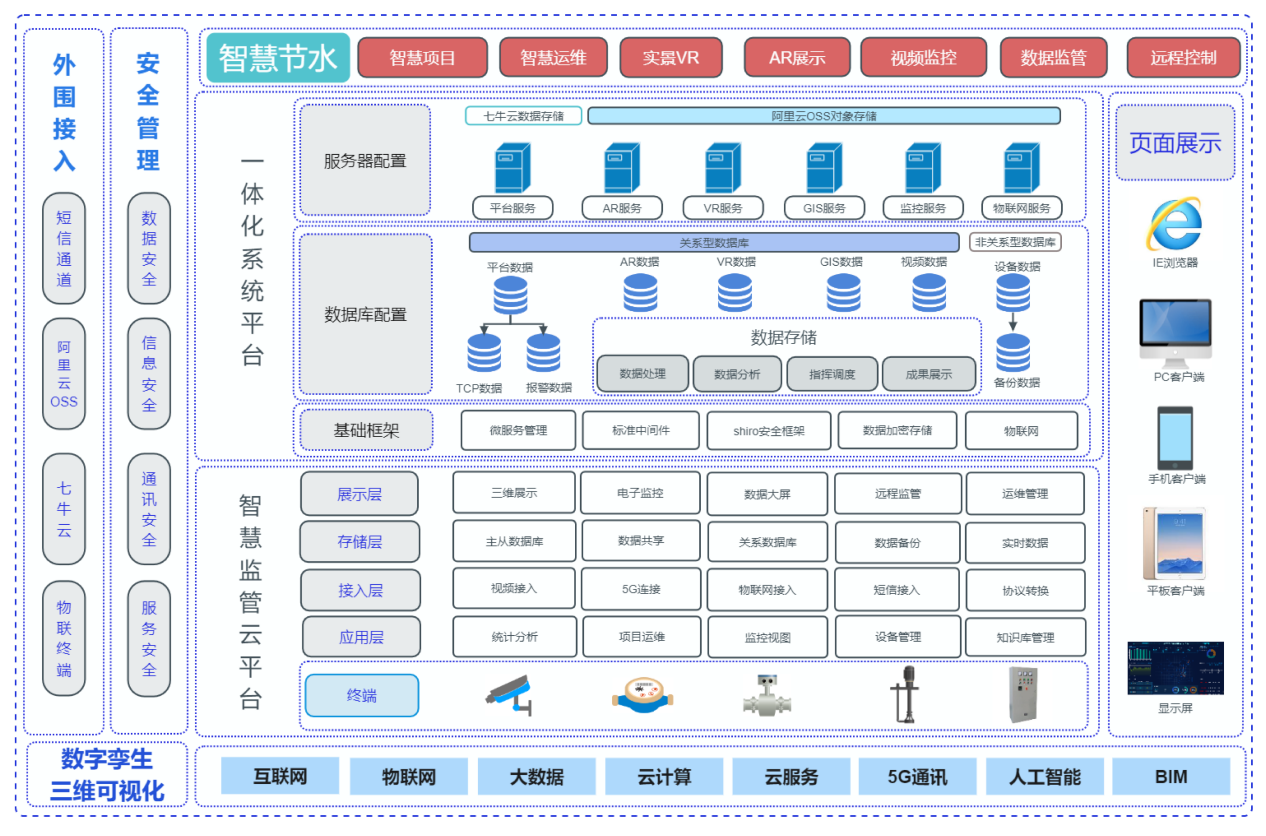 外围接入
短信通道
阿里云OSS
七牛云
物联终端
安全管理
数据安全
信息安全
通讯安全
服务安全
数字孪生
三维可视化
智慧节水
智慧项目
智慧运维
实景VR
AR展示
视频监控
数据监管
远程控制
一体化系统平台
服务器配置
七牛云数据存储
阿里云OSS对象存储
平台服务
AR服务
VR服务
GIS服务
监控服务
物联网服务
数据库配置
关系型数据库
非关系型数据库
平台数据
AR数据
VR数据
GIS数据
视频数据
设备数据
TCP数据
报警数据
数据存储
数据处理
数据分析
指挥调度
成果展示
备份数据
基础框架
微服务管理
标准中间件
shiro安全框架
数据加密存储
物联网
智慧监管云平台
展示层
三维展示
电子监控
数据大屏
远程监管
运维管理
存储层
主从数据库
数据共享
关系数据库
数据备份
实时数据
接入层
视频接入
5G连接
物联网接入
短信接入
协议转换
应用层
统计分析
项目运维
监控视图
设备管理
知识库管理
终端
页面展示
IE浏览器
PC客户端
手机客户端
平板客户端
显示屏
互联网
物联网
大数据
云计算
云服务
5G通讯
人工智能
BIM